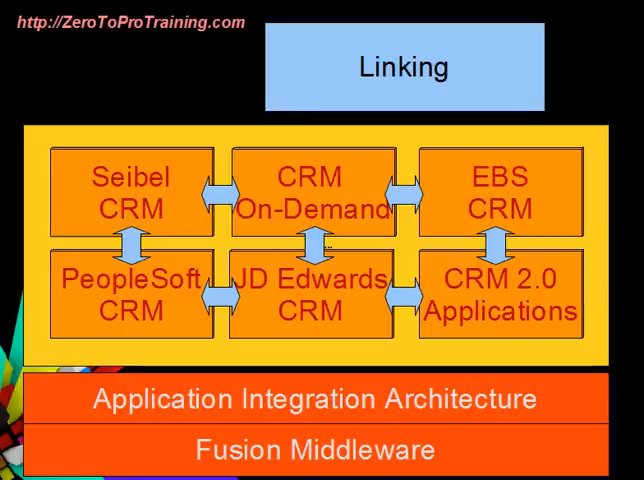 http://ZeroToProTraining.com
Linking
Seibel
CRM
CRM
On-Demand
EBS
CRM
PeopleSoft
CRM
JD Edwards
CRM
CRM 2.0
Applications
Application Integration Architecture
Fusion Middleware